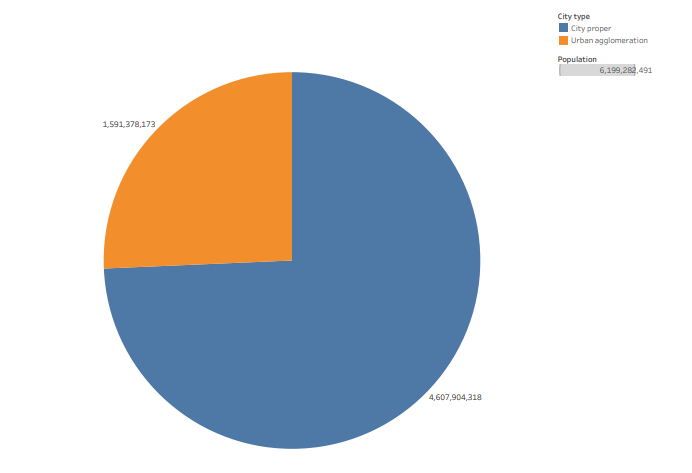 City type
City proper
Urban agglomeration
Population
6,199,282,491
1,591,378,173
4,607,904,318